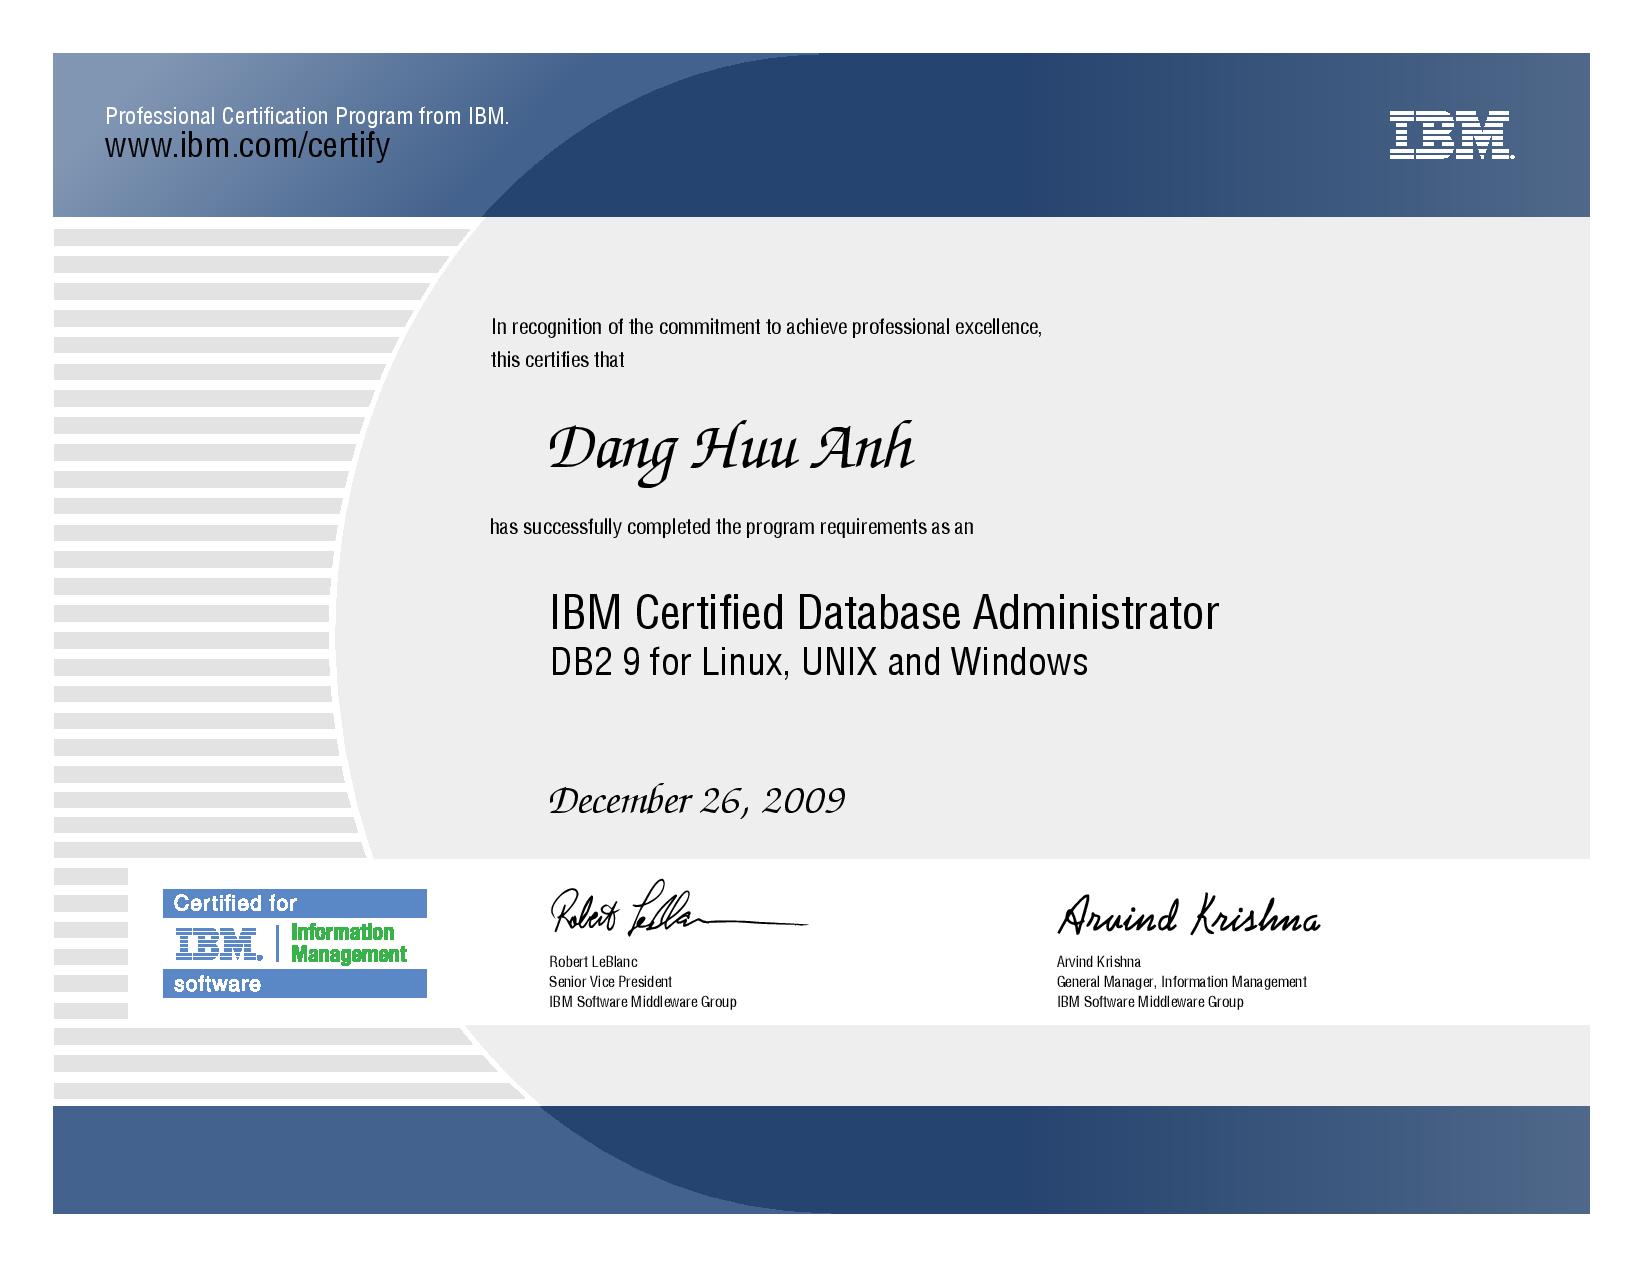 Professional Certification Program from IBM.
www.ibm.com/certify
IBM.
In recognition of the commitment to achieve professional excellence,
this certifies that
Dang Huu Anh
has successfully completed the program requirements as an
IBM Certified Database Administrator
DB2 9 for Linux, UNIX and Windows
December 26, 2009
Certified for
IBM. | Information
Management
software
Robert LeBlanc
Robert LeBlanc
Senior Vice President
IBM Software Middleware Group
Arvind Krishna
Arvind Krishna
General Manager, Information Management
IBM Software Middleware Group